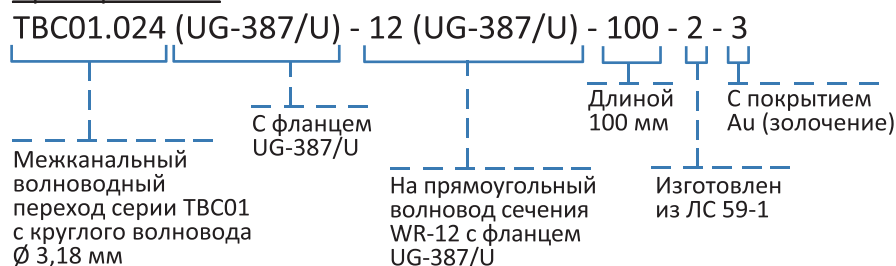 ТВС01.024 (UG-387/U) - 12 (UG-387/U) - 100 - 2 - 3
Длиной
100 мм
С покрытием
Au (золочение)
С фланцем
UG-387/U
Межканальный
волноводный
переход серии ТВС01
с круглого волновода
Ø 3,18 мм
На прямоугольный
волновод сечения
WR-12 с фланцем
UG-387/U
Изготовлен
из ЛС 59-1